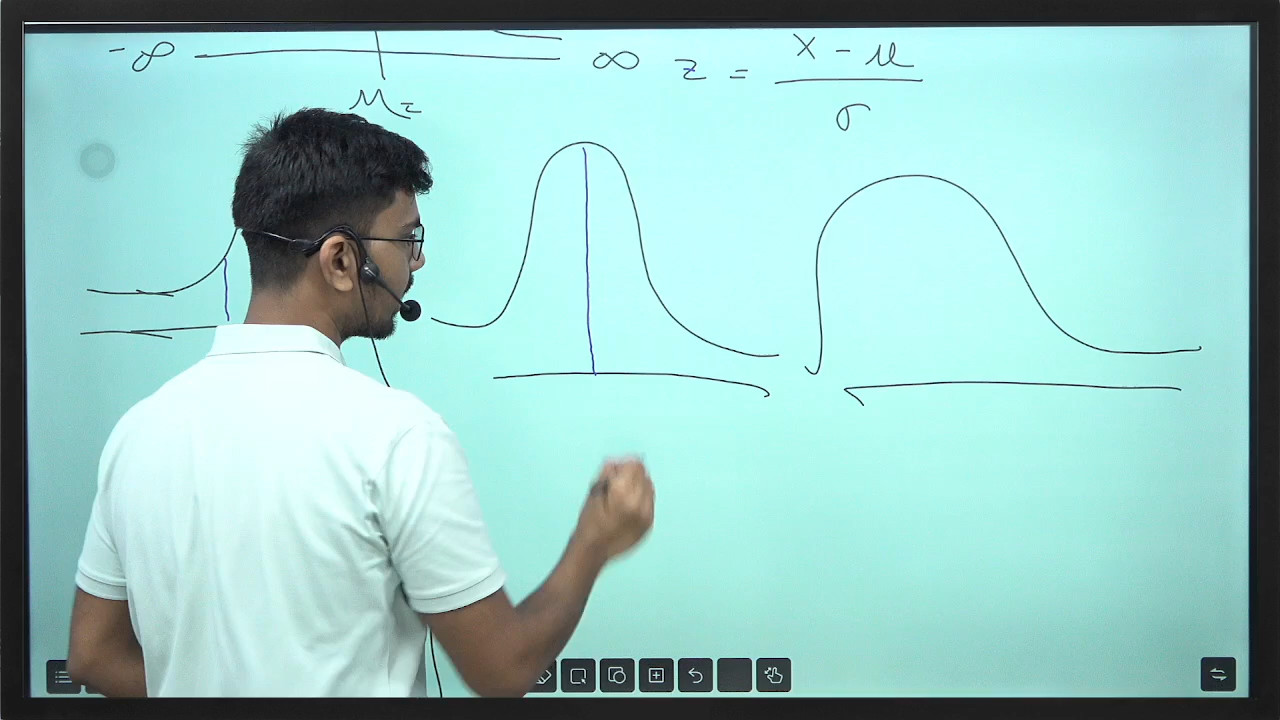 -∞ ∞ z = x - μ / σ
μz